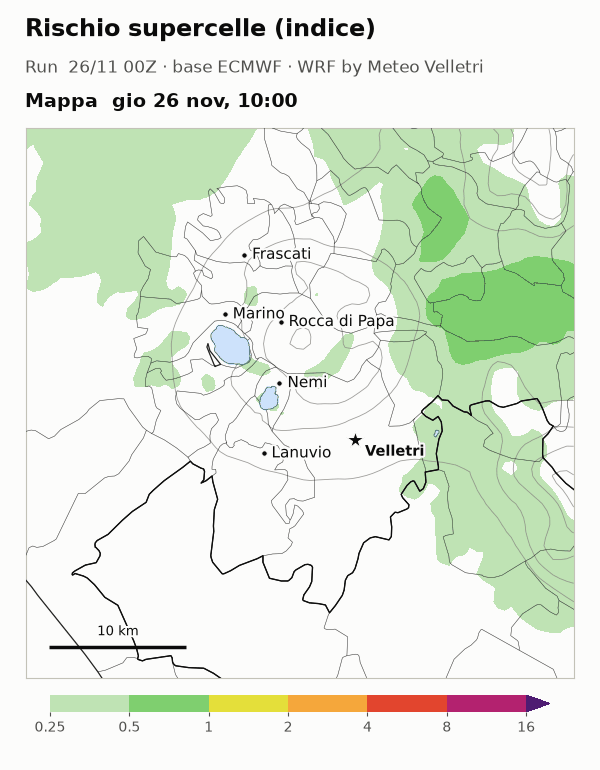 Rischio supercelle (indice)
Run  26/11 00Z · base ECMWF · WRF by Meteo Velletri
Mappa  gio 26 nov, 10:00
Frascati
Marino
Rocca di Papa
Nemi
Velletri
Lanuvio
10 km
0.25 0.5 1 2 4 8 16